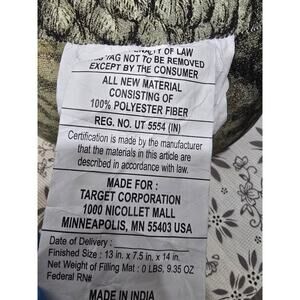 PENALTY OF LAW
TAG NOT TO BE REMOVED
EXCEPT BY THE CONSUMER
ALL NEW MATERIAL
CONSISTING OF
100% POLYESTER FIBER
REG. NO. UT 5554 (IN)
Certification is made by the manufacturer
that the materials in this article are
described in accordance with law.
MADE FOR :
TARGET CORPORATION
1000 NICOLLET MALL
MINNEAPOLIS, MN 55403 USA
Date of Delivery :
Finished Size : 13 in. x 7.5 in. x 14 in.
Net Weight of Filling Mat : 0 LBS, 9.35 OZ
Federal RN#
MADE IN INDIA